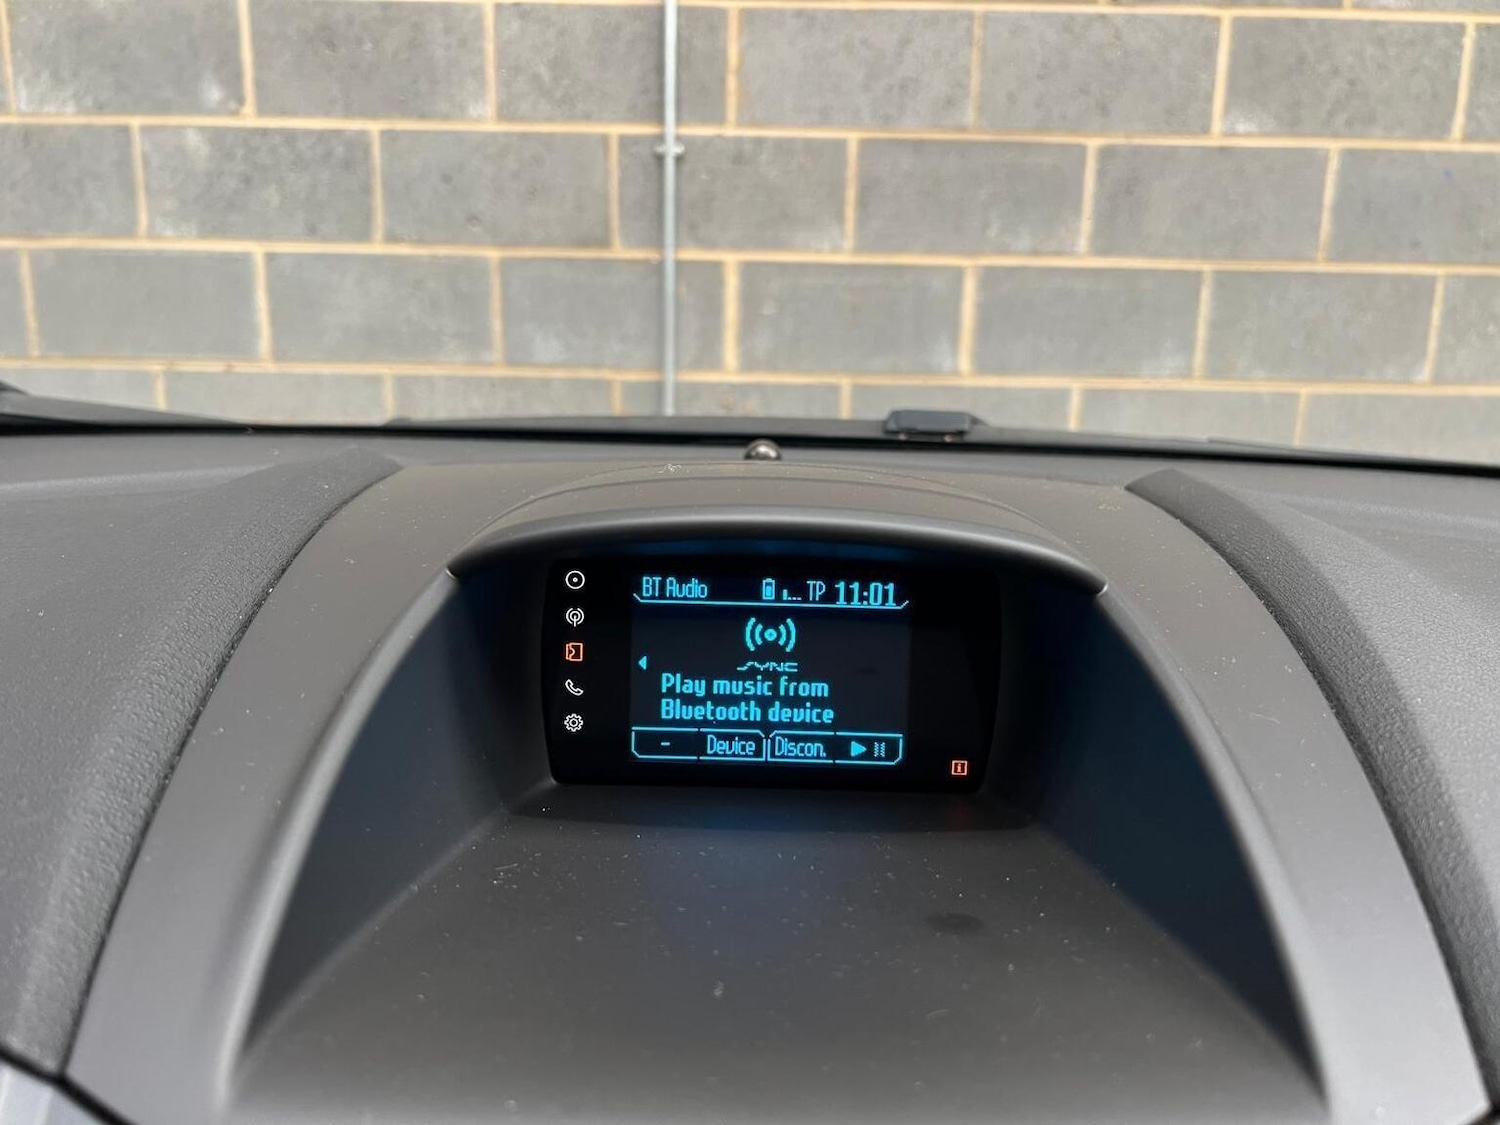 BT Audio TP 11:01
SYNC
Play music from
Bluetooth device
- Device Discon.
i